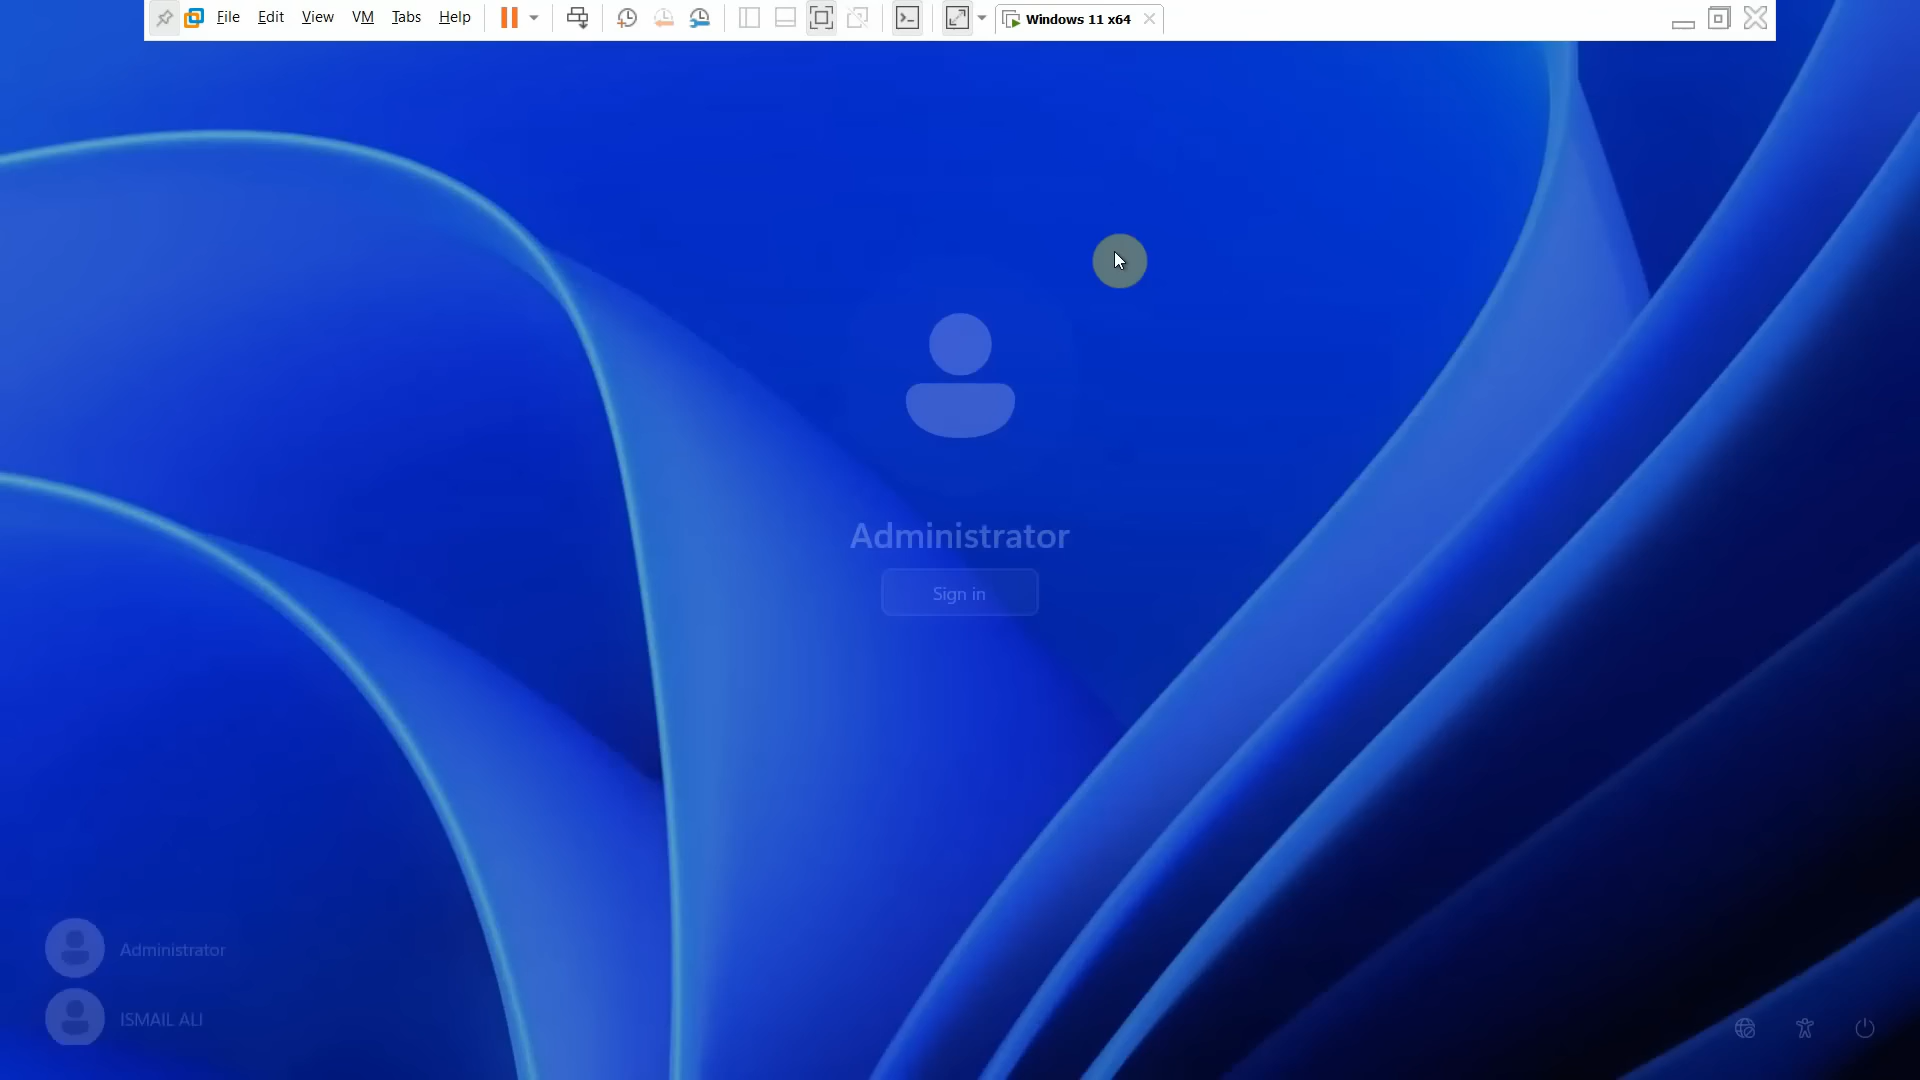 File Edit View VM Tabs Help Windows 11 x64
Administrator
Sign in
Administrator
ISMAIL ALI